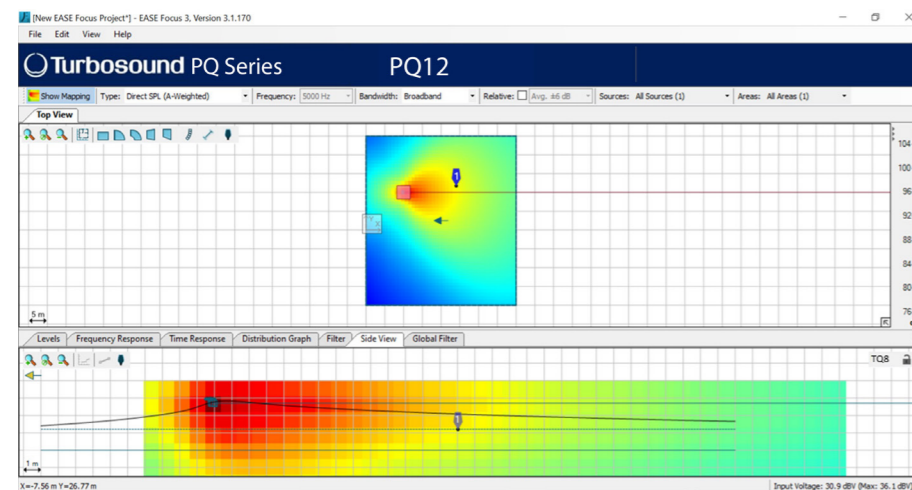 [New EASE Focus Project*] - EASE Focus 3, Version 3.1.170
File Edit View Help
Turbosound PQ Series PQ12
Show Mapping Type: Direct SPL (A-Weighted) Frequency: 5000 Hz Bandwidth: Broadband Relative: Avg. ±6 dB Sources: All Sources (1) Areas: All Areas (1)
Top View
104
100
96
92
88
84
80
76
1
Y
X
5 m
Levels Frequency Response Time Response Distribution Graph Filter Side View Global Filter
TQ8
1
1 m
X=-7.56 m Y=26.77 m Input Voltage: 30.9 dBV (Max: 36.1 dBV)